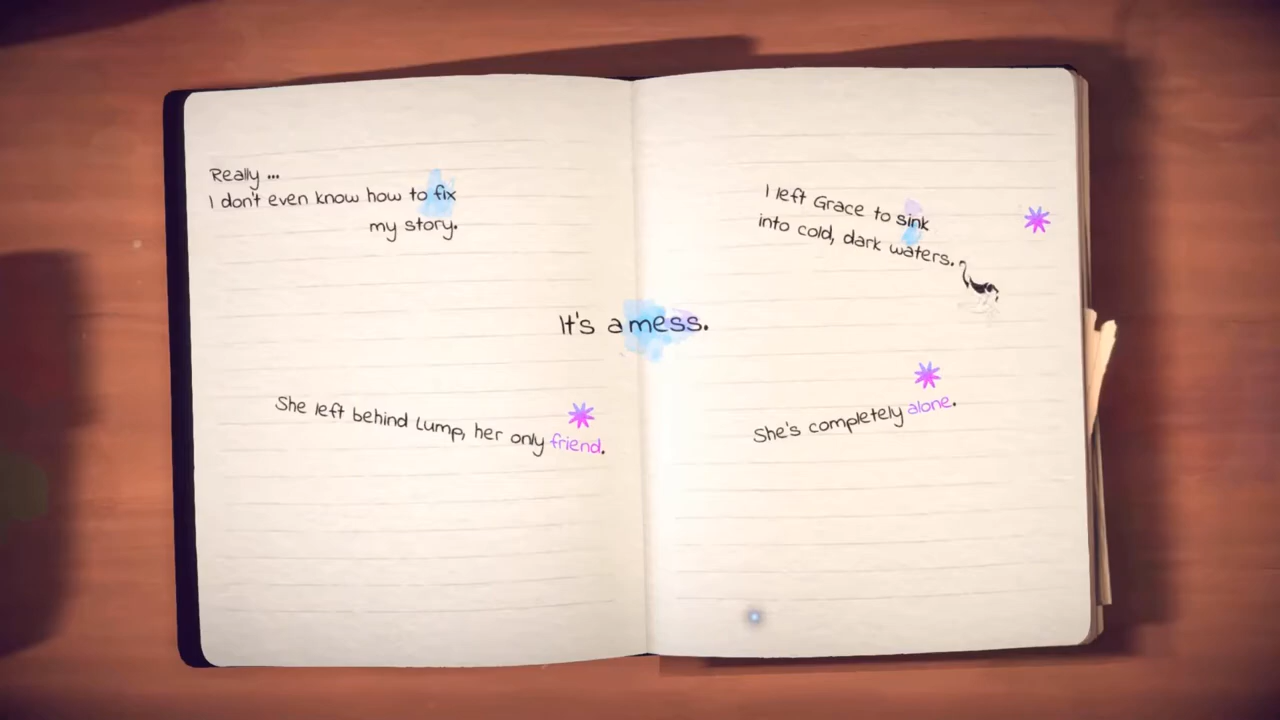 Really ...
I don't even know how to fix
my story.
I left Grace to sink
into cold, dark waters.
It's a mess.
She left behind Lump, her only friend.
She's completely alone.